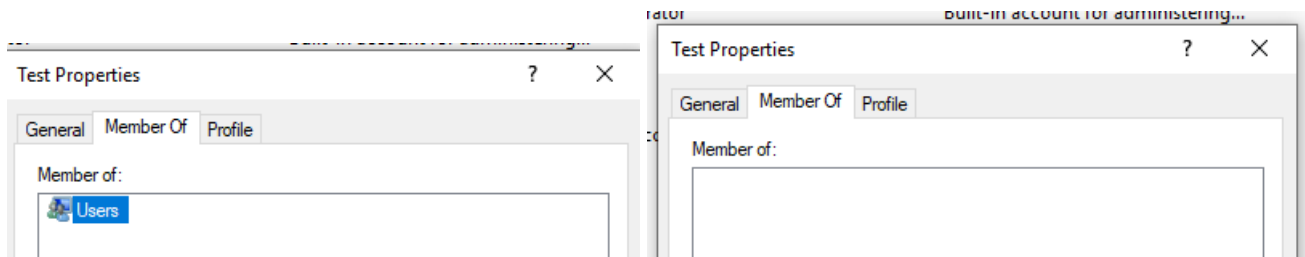 Test Properties ? ×
General Member Of Profile
Member of:
Users
rator Built-in account for administering...
Test Properties ? ×
General Member Of Profile
Member of: